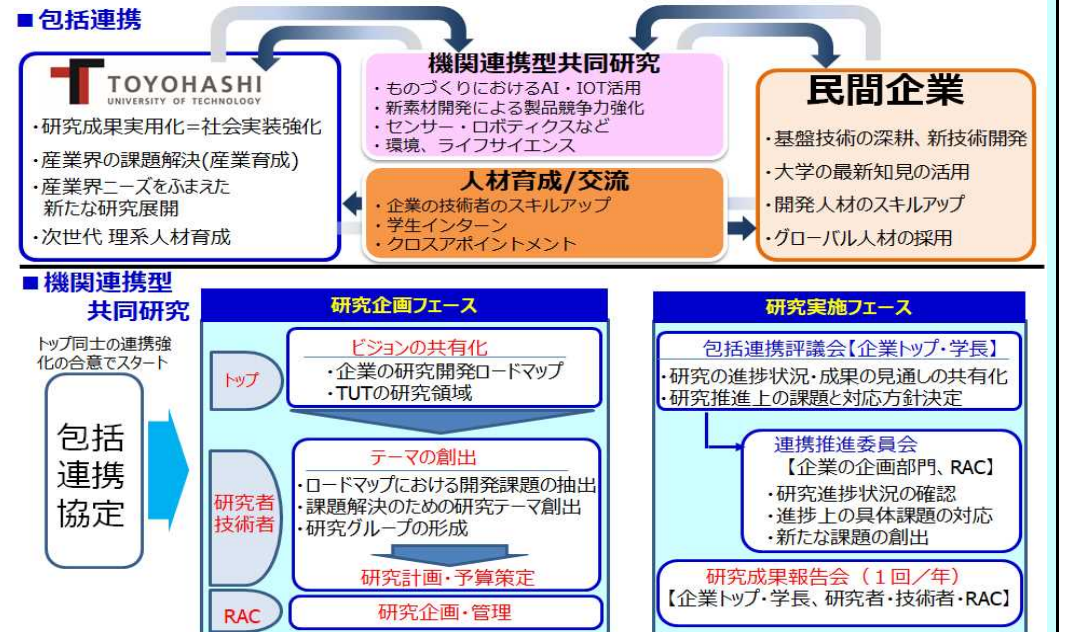 ■包括連携
TOYOHASHI
UNIVERSITY OF TECHNOLOGY
・研究成果実用化=社会実装強化
・産業界の課題解決(産業育成)
・産業界ニーズをふまえた
新たな研究展開
・次世代 理系人材育成
機関連携型共同研究
・ものづくりにおけるAI・IOT活用
・新素材開発による製品競争力強化
・センサー・ロボティクスなど
・環境、ライフサイエンス
人材育成/交流
・企業の技術者のスキルアップ
・学生インターン
・クロスアポイントメント
民間企業
・基盤技術の深耕、新技術開発
・大学の最新知見の活用
・開発人材のスキルアップ
・グローバル人材の採用
■機関連携型
共同研究
トップ同士の連携強
化の合意でスタート
包括
連携
協定
研究企画フェース
トップ
ビジョンの共有化
・企業の研究開発ロードマップ
・TUTの研究領域
研究者
技術者
テーマの創出
・ロードマップにおける開発課題の抽出
・課題解決のための研究テーマ創出
・研究グループの形成
研究計画・予算策定
RAC
研究企画・管理
研究実施フェース
包括連携評議会【企業トップ・学長】
・研究の進捗状況・成果の見通しの共有化
・研究推進上の課題と対応方針決定
連携推進委員会
【企業の企画部門、RAC】
・研究進捗状況の確認
・進捗上の具体課題の対応
・新たな課題の創出
研究成果報告会（１回／年）
【企業トップ・学長、研究者・技術者・RAC】